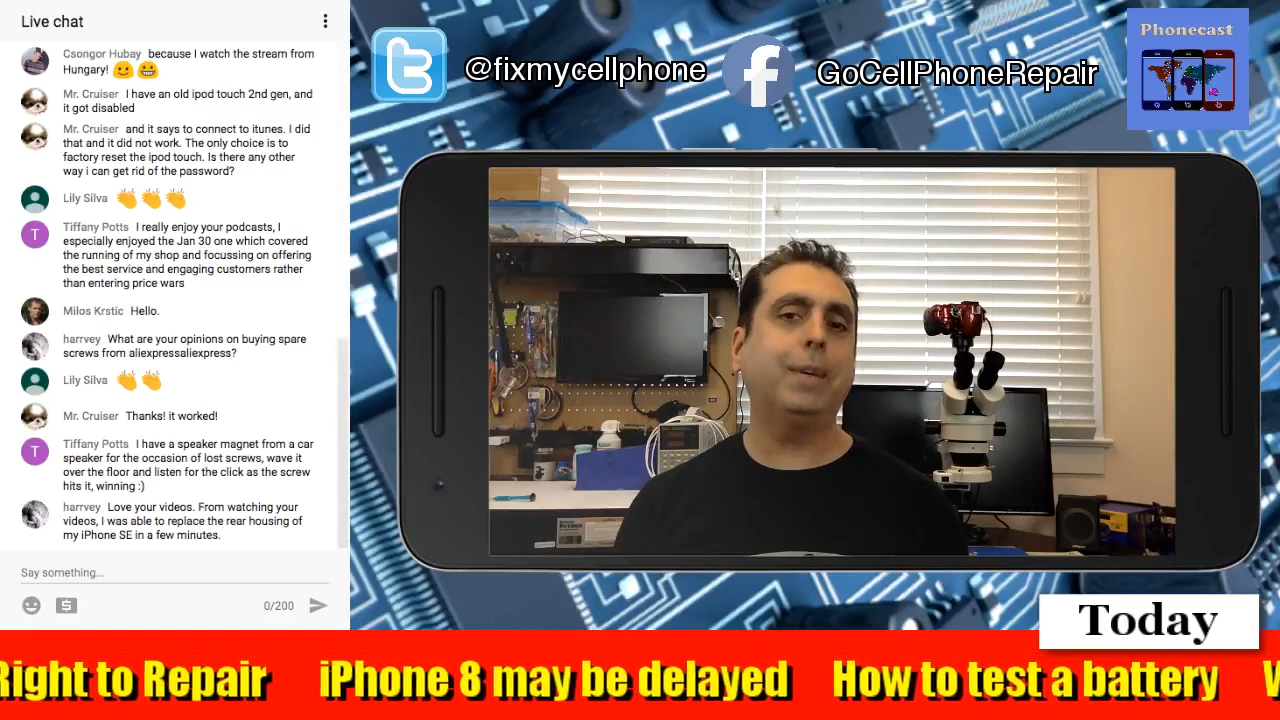 Live chat
Csongor Hubay because I watch the stream from
Hungary!
Mr. Cruiser I have an old ipod touch 2nd gen, and
it got disabled
Mr. Cruiser and it says to connect to itunes. I did
that and it did not work. The only choice is to
factory reset the ipod touch. Is there any other
way i can get rid of the password?
Lily Silva
Tiffany Potts I really enjoy your podcasts, I
especially enjoyed the Jan 30 one which covered
the running of my shop and focussing on offering
the best service and engaging customers rather
than entering price wars
Milos Krstic Hello.
harrvey What are your opinions on buying spare
screws from aliexpressaliexpress?
Lily Silva
Mr. Cruiser Thanks! it worked!
T
Tiffany Potts I have a speaker magnet from a car
speaker for the occasion of lost screws, wave it
over the floor and listen for the click as the screw
hits it, winning :)
T
harrvey Love your videos. From watching your
videos, I was able to replace the rear housing of
my iPhone SE in a few minutes.
Say something...
0/200
@fixmycellphone
f
GoCellPhoneRepair
Phonecast
Today
Right to Repair
iPhone 8 may be delayed
How to test a battery